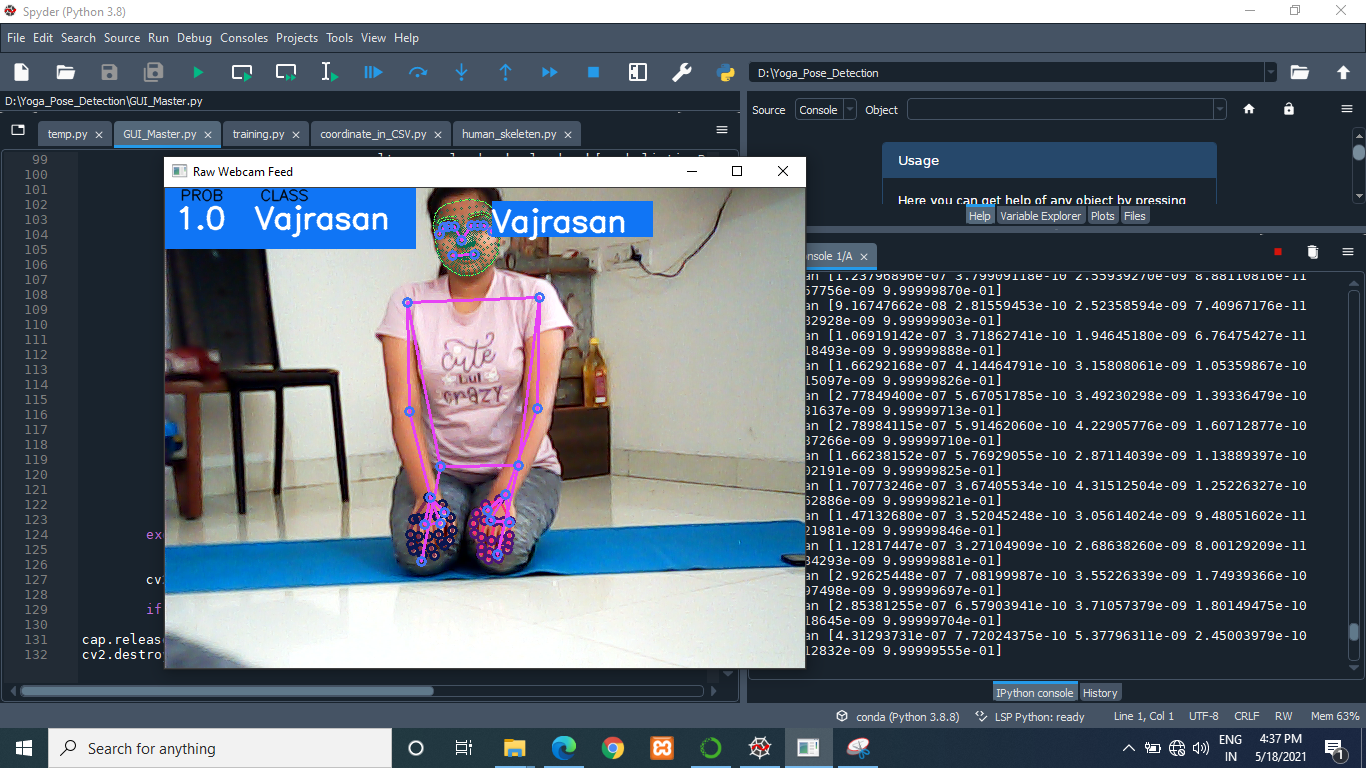 Spyder (Python 3.8)
File Edit Search Source Run Debug Consoles Projects Tools View Help
D:\Yoga_Pose_Detection
D:\Yoga_Pose_Detection\GUI_Master.py
Source Console Object
temp.py GUI_Master.py training.py coordinate_in_CSV.py human_skeleten.py
Usage
Here you can get help of any object by pressing
Help Variable Explorer Plots Files
99
100
101
102
103
104
105
106
107
108
109
110
111
112
113
114
115
116
117
118
119
120
121
122
123
124 exc
125
126
127 cv
128
129 if
130
131 cap.release
132 cv2.destroy
Raw Webcam Feed
PROB CLASS
1.0 Vajrasan
Vajrasan
cute
but
crazy
onsole 1/A
an [1.23796896e-07 3.79909118e-10 2.55939270e-09 8.88110816e-11
57756e-09 9.99999870e-01]
an [9.16747662e-08 2.81559453e-10 2.52358594e-09 7.40967176e-11
32928e-09 9.99999903e-01]
an [1.06919142e-07 3.71862741e-10 1.94645180e-09 6.76475427e-11
18493e-09 9.99999888e-01]
an [1.66292168e-07 4.14464791e-10 3.15808061e-09 1.05359867e-10
15097e-09 9.99999826e-01]
an [2.77849400e-07 5.67051785e-10 3.49230298e-09 1.39336479e-10
31637e-09 9.99999713e-01]
an [2.78984115e-07 5.91462060e-10 4.22905776e-09 1.60712877e-10
37266e-09 9.99999710e-01]
an [1.66238152e-07 5.76929055e-10 2.87114039e-09 1.13889397e-10
02191e-09 9.99999825e-01]
an [1.70773246e-07 3.67405534e-10 4.31512504e-09 1.25226327e-10
52886e-09 9.99999821e-01]
an [1.47132680e-07 3.52045248e-10 3.05614024e-09 9.48051602e-11
21981e-09 9.99999846e-01]
an [1.12817447e-07 3.27104909e-10 2.68638260e-09 8.00129209e-11
34293e-09 9.99999881e-01]
an [2.92625448e-07 7.08199987e-10 3.55226339e-09 1.74939366e-10
97498e-09 9.99999697e-01]
an [2.85381255e-07 6.57903941e-10 3.71057379e-09 1.80149475e-10
18645e-09 9.99999704e-01]
an [4.31293731e-07 7.72024375e-10 5.37796311e-09 2.45003979e-10
12832e-09 9.99999555e-01]
IPython console History
conda (Python 3.8.8) LSP Python: ready Line 1, Col 1 UTF-8 CRLF RW Mem 63%
Search for anything
ENG 4:37 PM
IN 5/18/2021
1